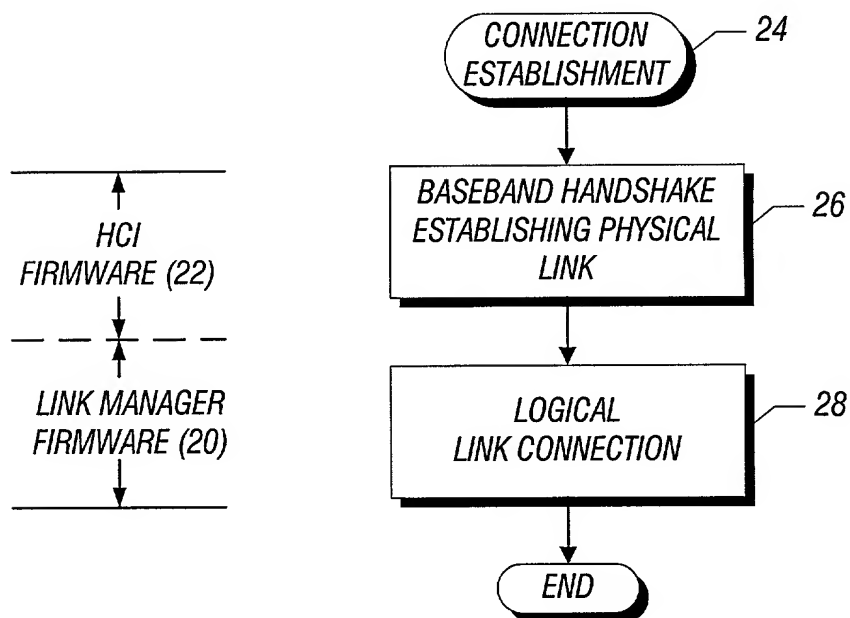 CONNECTION
ESTABLISHMENT
24
BASEBAND HANDSHAKE
ESTABLISHING PHYSICAL
LINK
26
HCI
FIRMWARE (22)
LINK MANAGER
FIRMWARE (20)
LOGICAL
LINK CONNECTION
28
END